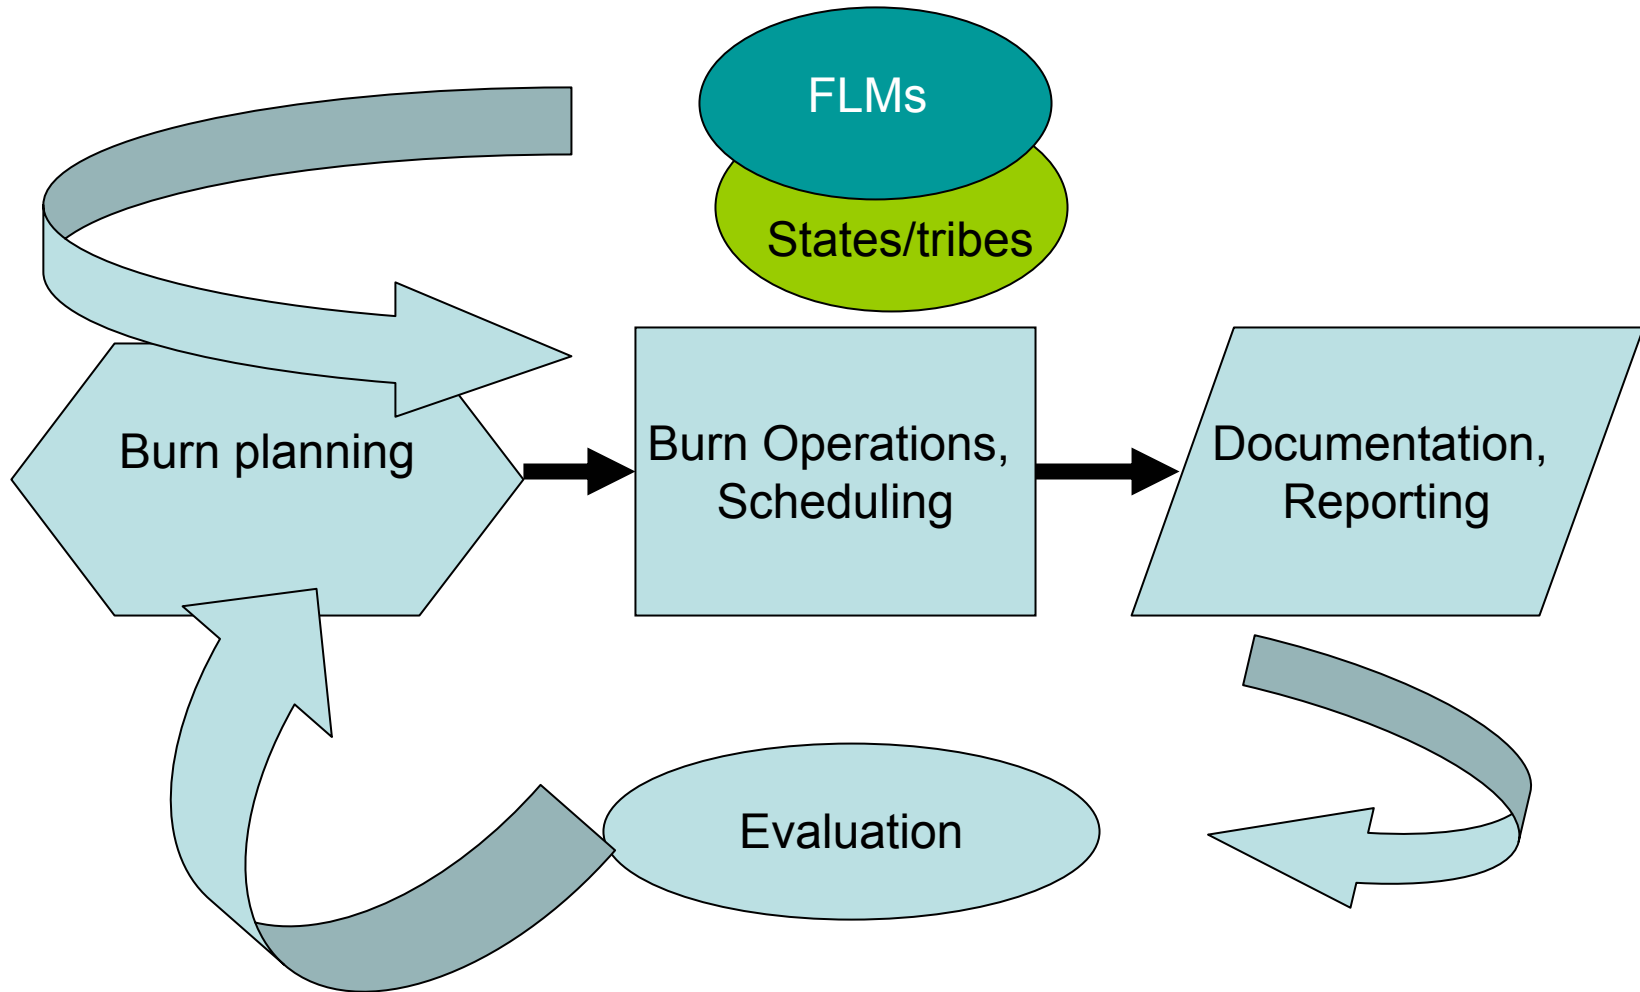 FLMs
States/tribes
Burn planning
Burn Operations,
Scheduling
Documentation,
Reporting
Evaluation